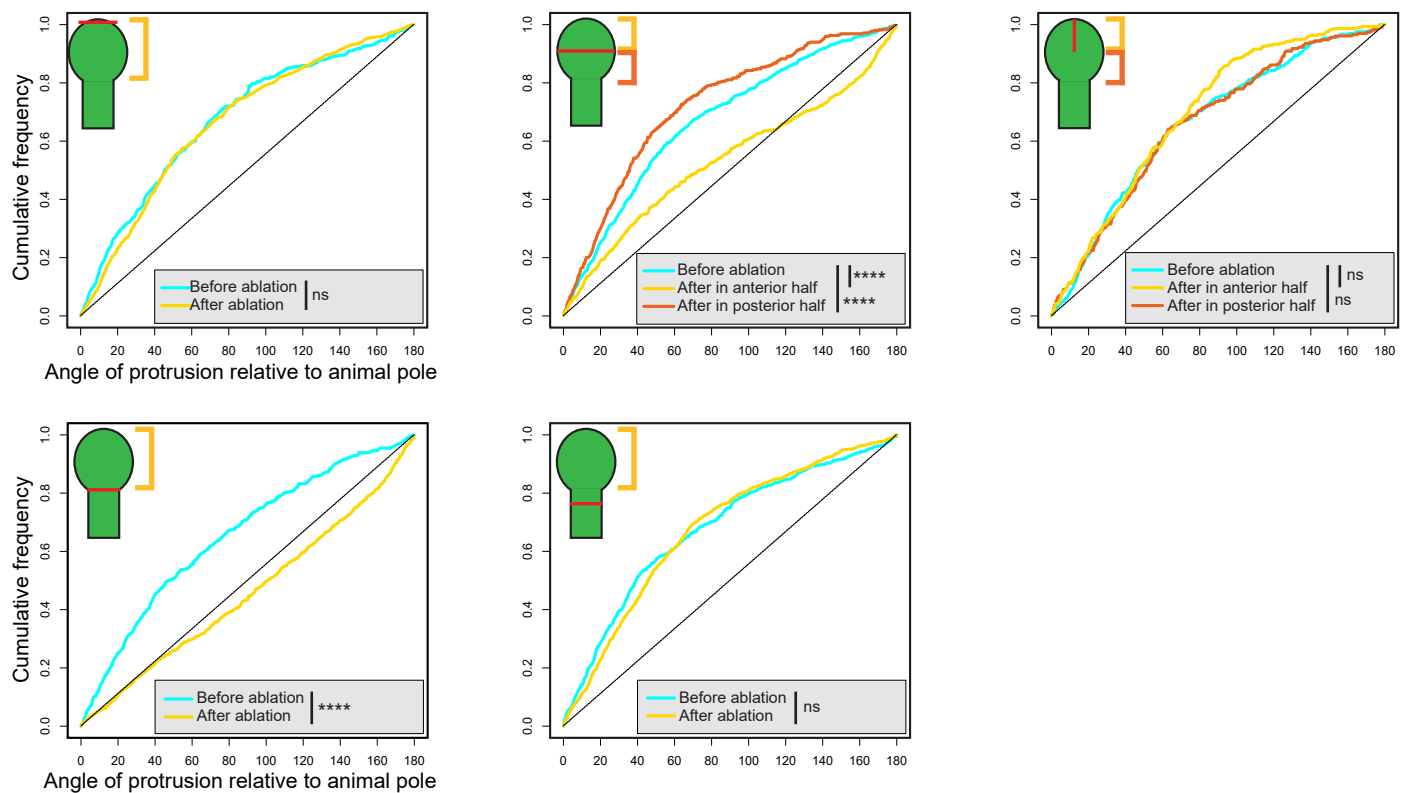 Cumulative frequency
0.0 0.2 0.4 0.6 0.8 1.0
Before ablation
After ablation
ns
0 20 40 60 80 100 120 140 160 180
Angle of protrusion relative to animal pole
0.0 0.2 0.4 0.6 0.8 1.0
Before ablation
After in anterior half
After in posterior half
****
****
0 20 40 60 80 100 120 140 160 180
0.0 0.2 0.4 0.6 0.8 1.0
Before ablation
After in anterior half
After in posterior half
ns
ns
0 20 40 60 80 100 120 140 160 180
Cumulative frequency
0.0 0.2 0.4 0.6 0.8 1.0
Before ablation
After ablation
****
0 20 40 60 80 100 120 140 160 180
Angle of protrusion relative to animal pole
0.0 0.2 0.4 0.6 0.8 1.0
Before ablation
After ablation
ns
0 20 40 60 80 100 120 140 160 180